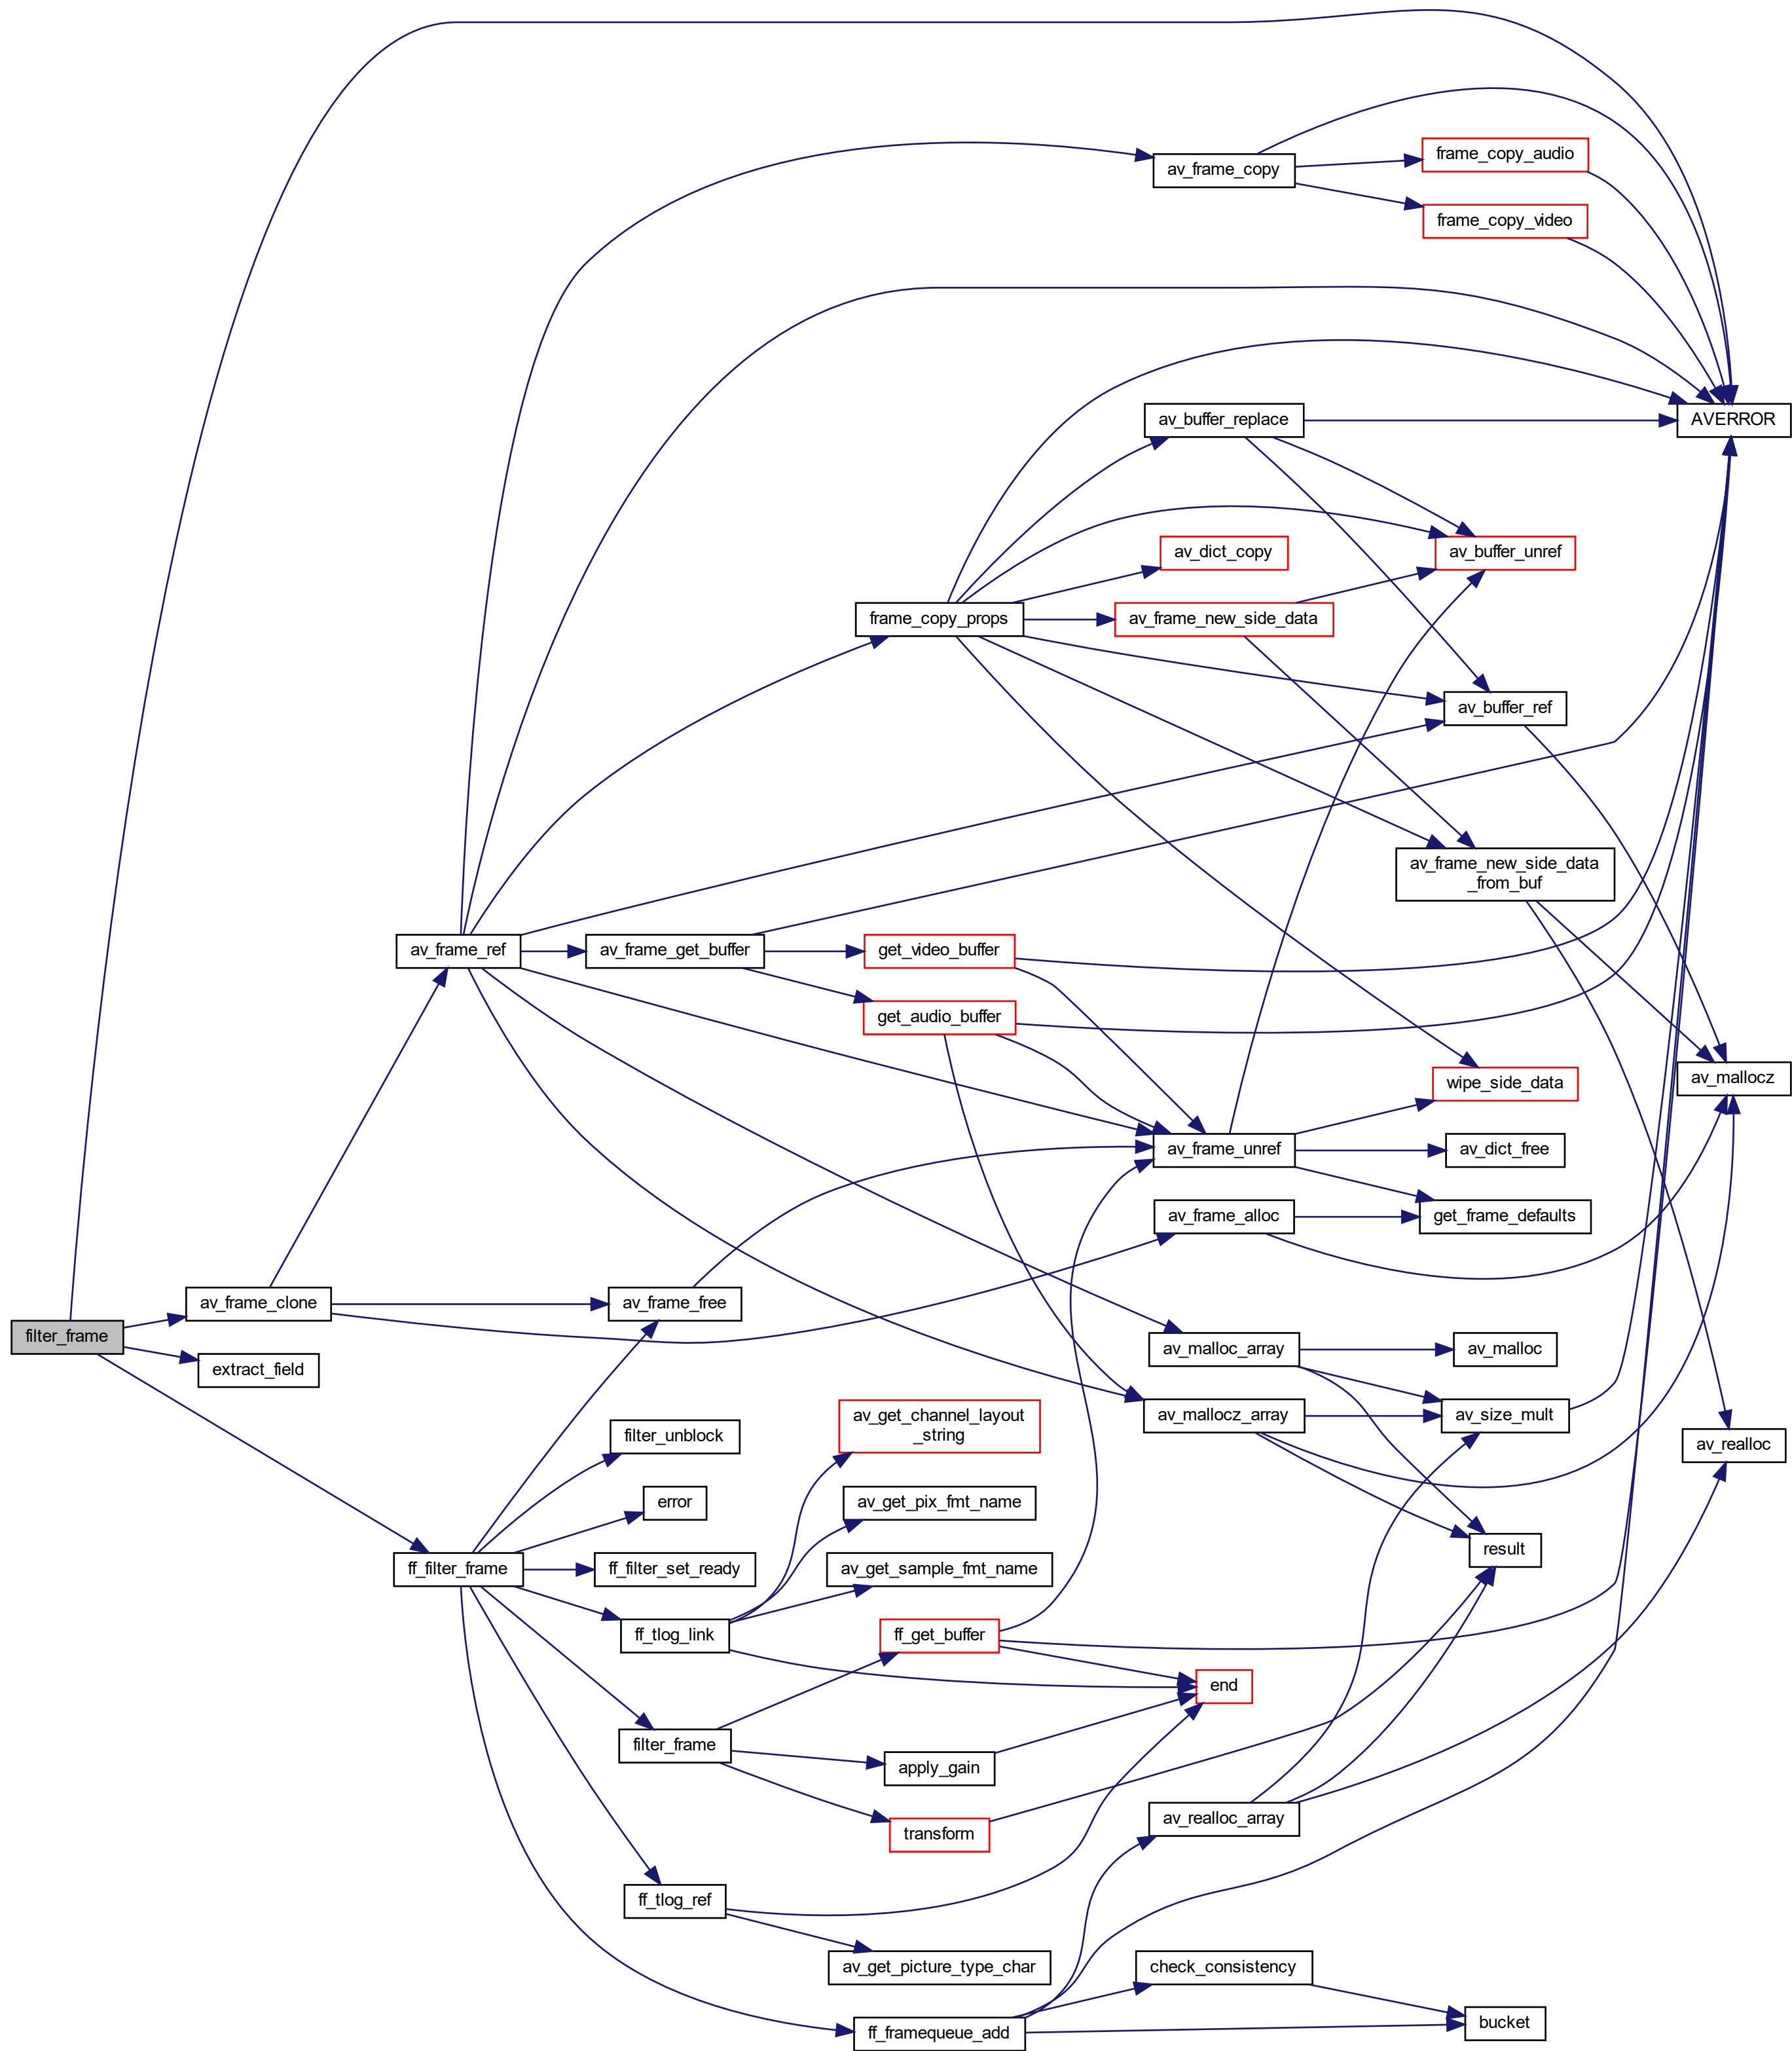 av_frame_copy
frame_copy_audio
frame_copy_video
av_buffer_replace
AVERROR
av_dict_copy
av_buffer_unref
frame_copy_props
av_frame_new_side_data
av_buffer_ref
av_frame_new_side_data
_from_buf
av_frame_ref
av_frame_get_buffer
get_video_buffer
get_audio_buffer
wipe_side_data
av_mallocz
av_frame_unref
av_dict_free
av_frame_alloc
get_frame_defaults
av_frame_clone
av_frame_free
filter_frame
extract_field
av_malloc_array
av_malloc
av_mallocz_array
av_size_mult
av_get_channel_layout
_string
filter_unblock
av_realloc
error
av_get_pix_fmt_name
result
ff_filter_frame
ff_filter_set_ready
av_get_sample_fmt_name
ff_tlog_link
ff_get_buffer
end
filter_frame
apply_gain
transform
av_realloc_array
ff_tlog_ref
av_get_picture_type_char
check_consistency
ff_framequeue_add
bucket